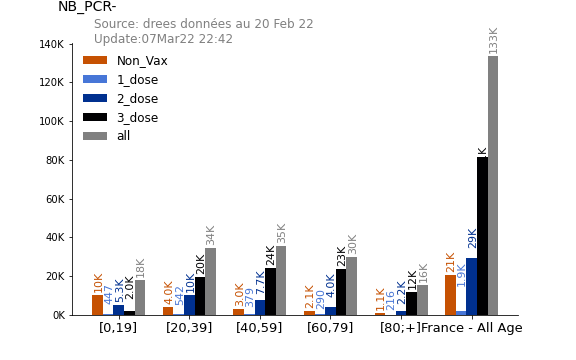 NB_PCR-
Source: drees données au 20 Feb 22
Update:07Mar22 22:42
140K
120K
100K
80K
60K
40K
20K
0K
Non_Vax
1_dose
2_dose
3_dose
all
10K 447 5.3K 2.0K 18K
4.0K 542 10K 20K 34K
3.0K 379 7.7K 24K 35K
2.1K 290 4.0K 23K 30K
1.1K 216 2.2K 12K 16K
21K 1.9K 29K 133K
[0,19] [20,39] [40,59] [60,79] [80;+] France - All Age